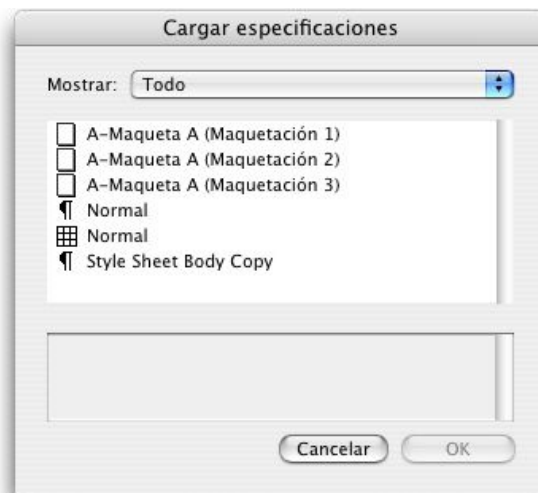 Cargar especificaciones
Mostrar: Todo
A-Maqueta A (Maquetación 1)
A-Maqueta A (Maquetación 2)
A-Maqueta A (Maquetación 3)
¶ Normal
Normal
¶ Style Sheet Body Copy
Cancelar OK